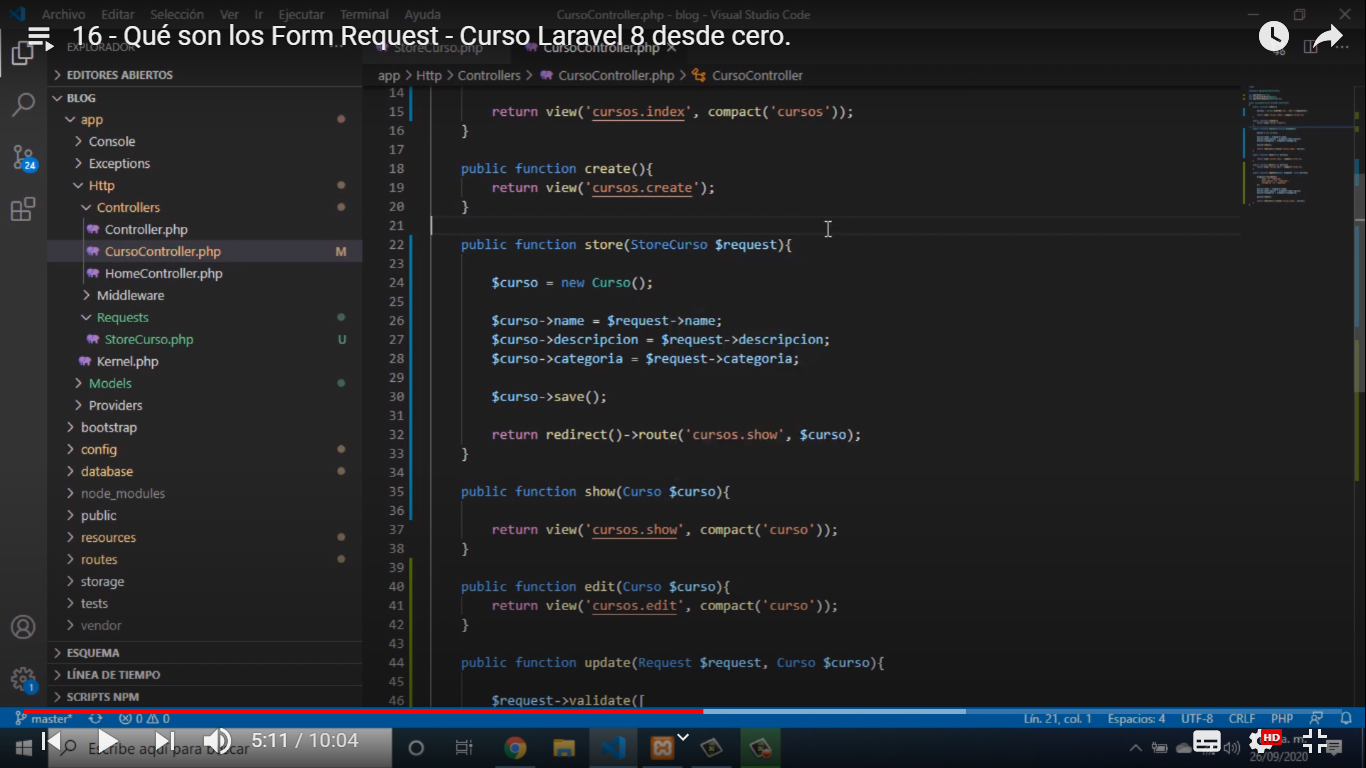 Archivo Editar Selección Ver Ir Ejecutar Terminal Ayuda CursoController.php - blog - Visual Studio Code
16 - Qué son los Form Request - Curso Laravel 8 desde cero.
EXPLORADOR StoreCurso.php CursoController.php
EDITORES ABIERTOS
app > Http > Controllers > CursoController.php > CursoController
BLOG
app
Console
Exceptions
Http
Controllers
Controller.php
CursoController.php M
HomeController.php
Middleware
Requests
StoreCurso.php U
Kernel.php
Models
Providers
bootstrap
config
database
node_modules
public
resources
routes
storage
tests
vendor
ESQUEMA
LÍNEA DE TIEMPO
SCRIPTS NPM
24
1
14
15 return view('cursos.index', compact('cursos'));
16 }
17
18 public function create(){
19 return view('cursos.create');
20 }
21
22 public function store(StoreCurso $request){
23
24 $curso = new Curso();
25
26 $curso->name = $request->name;
27 $curso->descripcion = $request->descripcion;
28 $curso->categoria = $request->categoria;
29
30 $curso->save();
31
32 return redirect()->route('cursos.show', $curso);
33 }
34
35 public function show(Curso $curso){
36
37 return view('cursos.show', compact('curso'));
38 }
39
40 public function edit(Curso $curso){
41 return view('cursos.edit', compact('curso'));
42 }
43
44 public function update(Request $request, Curso $curso){
45
46 $request->validate([
master* 0 0 Lín. 21, col. 1 Espacios: 4 UTF-8 CRLF PHP
Escribe aquí para buscar
5:11 / 10:04
HD
a. m.
26/09/2020